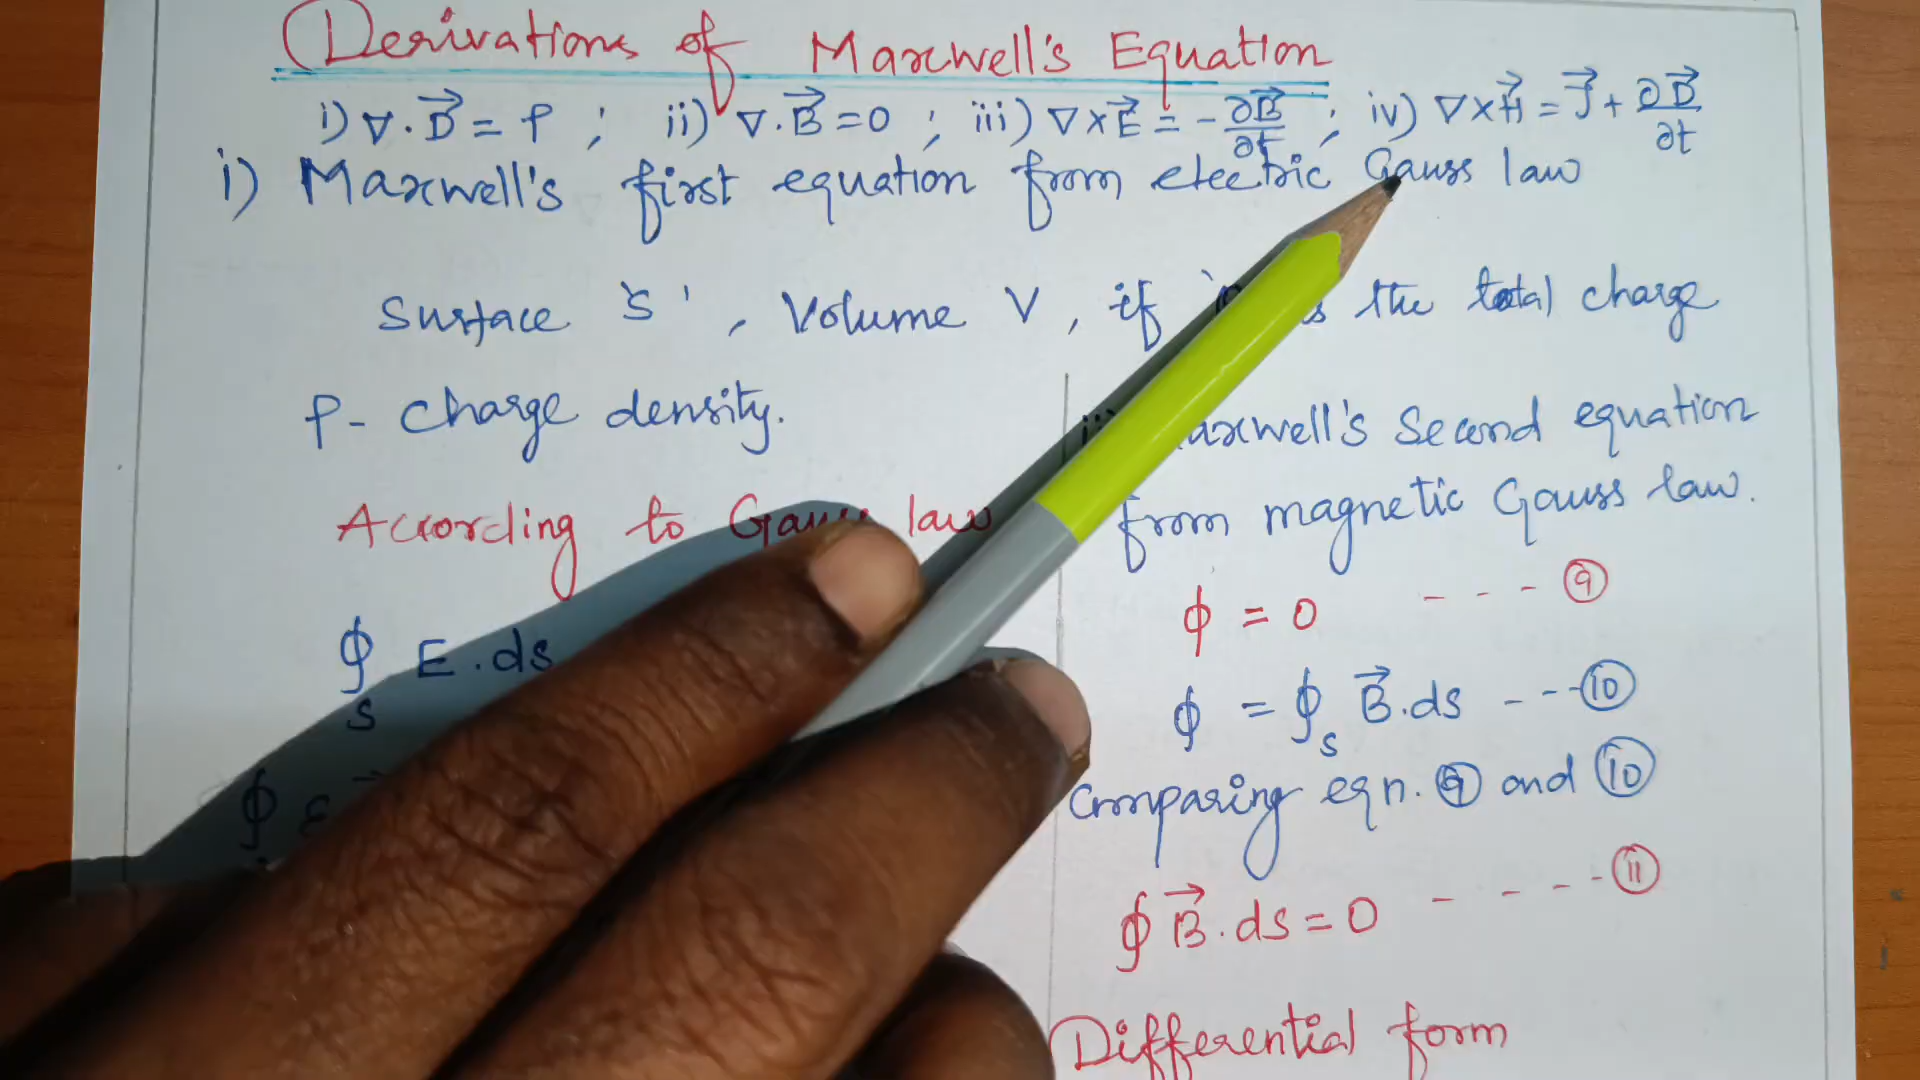 Derivations of Maxwell's Equation
i) ∇·D⃗ = ρ ; ii) ∇·B⃗ = 0 ; iii) ∇×E⃗ = -∂B⃗/∂t ; iv) ∇×H⃗ = J⃗ + ∂D⃗/∂t
i) Maxwell's first equation from electric Gauss law
Surface 's', Volume V, if the total charge
ρ - charge density.
According to Gauss law
∮s E.ds
∮
Maxwell's Second equation
from magnetic Gauss law.
ϕ = 0 - - - ⑨
ϕ = ∮s B⃗.ds - - - ⑩
Comparing eqn. ⑨ and ⑩
∮ B⃗.ds = 0 - - - - ⑪
Differential form